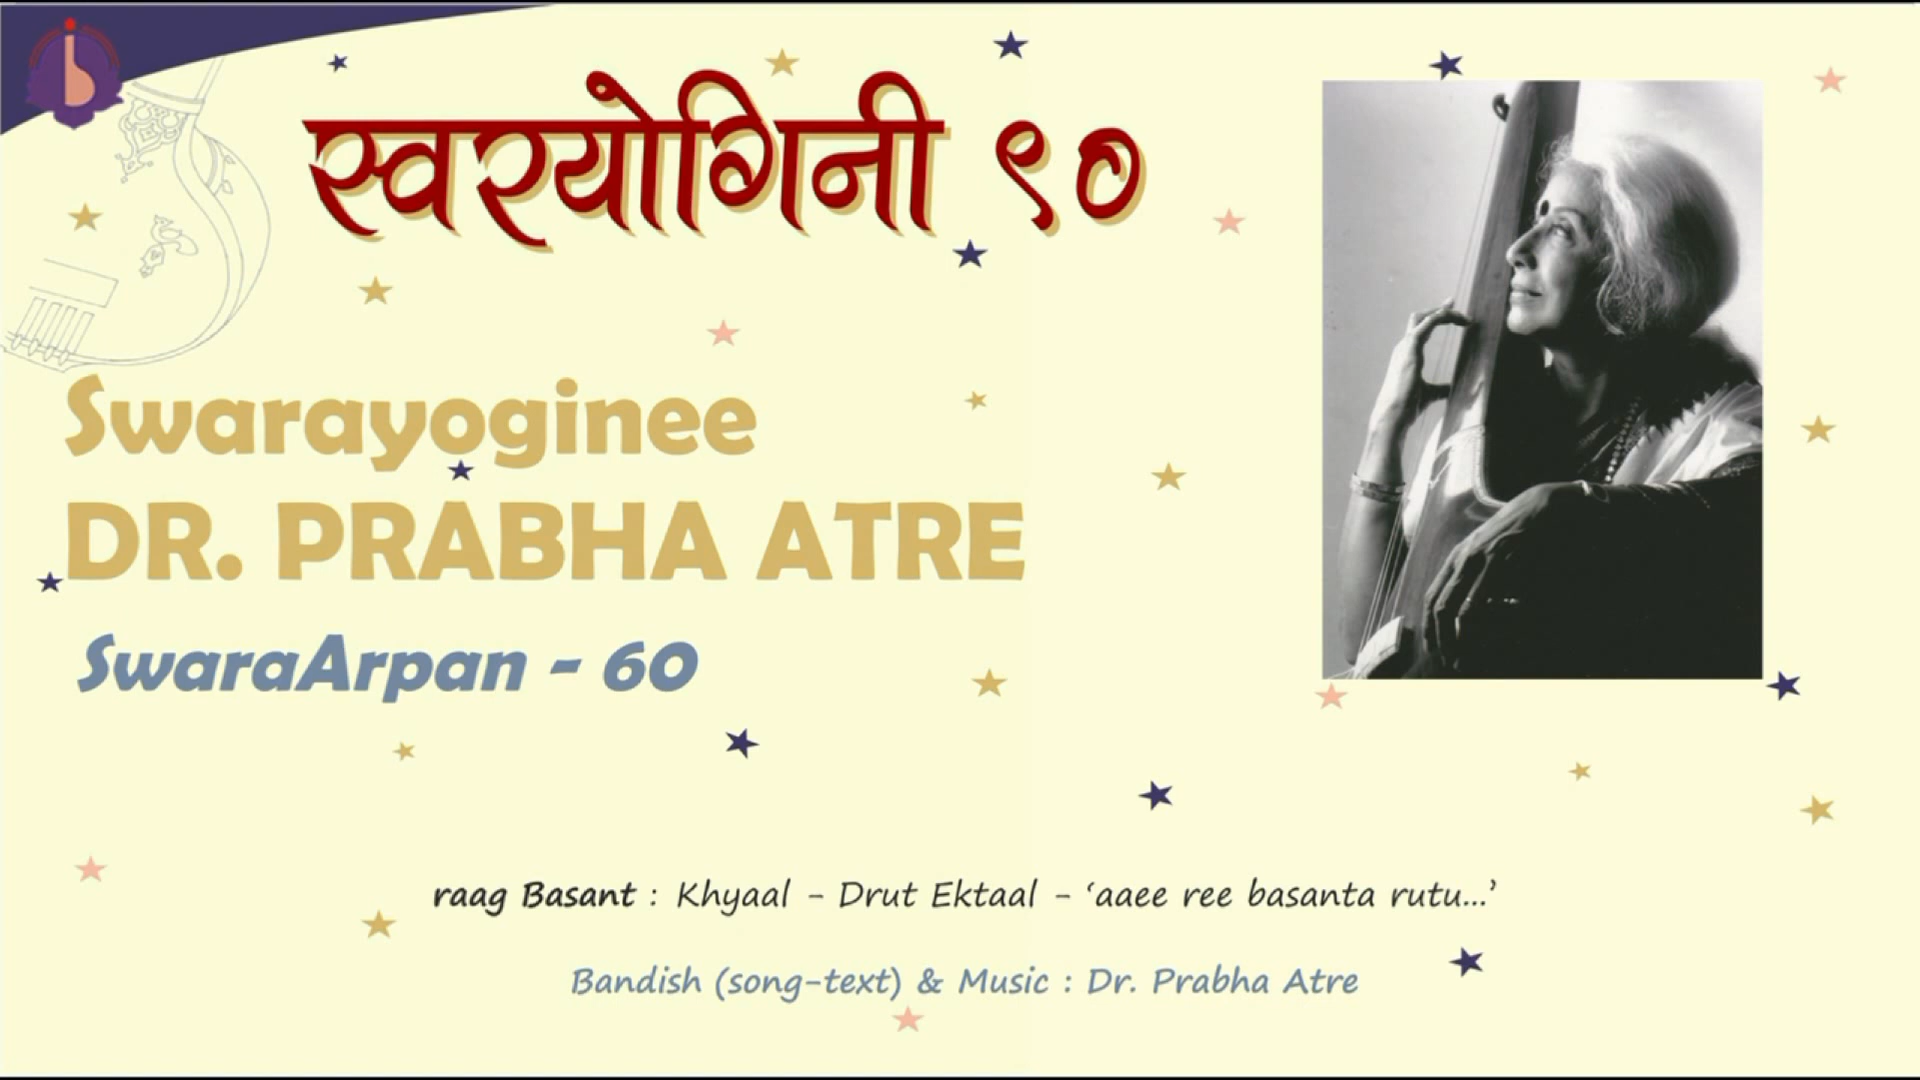 स्वरयोगिनी ९०
Swarayoginee
DR. PRABHA ATRE
SwaraArpan - 60
raag Basant : Khyaal - Drut Ektaal - ‘aaee ree basanta rutu...’
Bandish (song-text) & Music : Dr. Prabha Atre